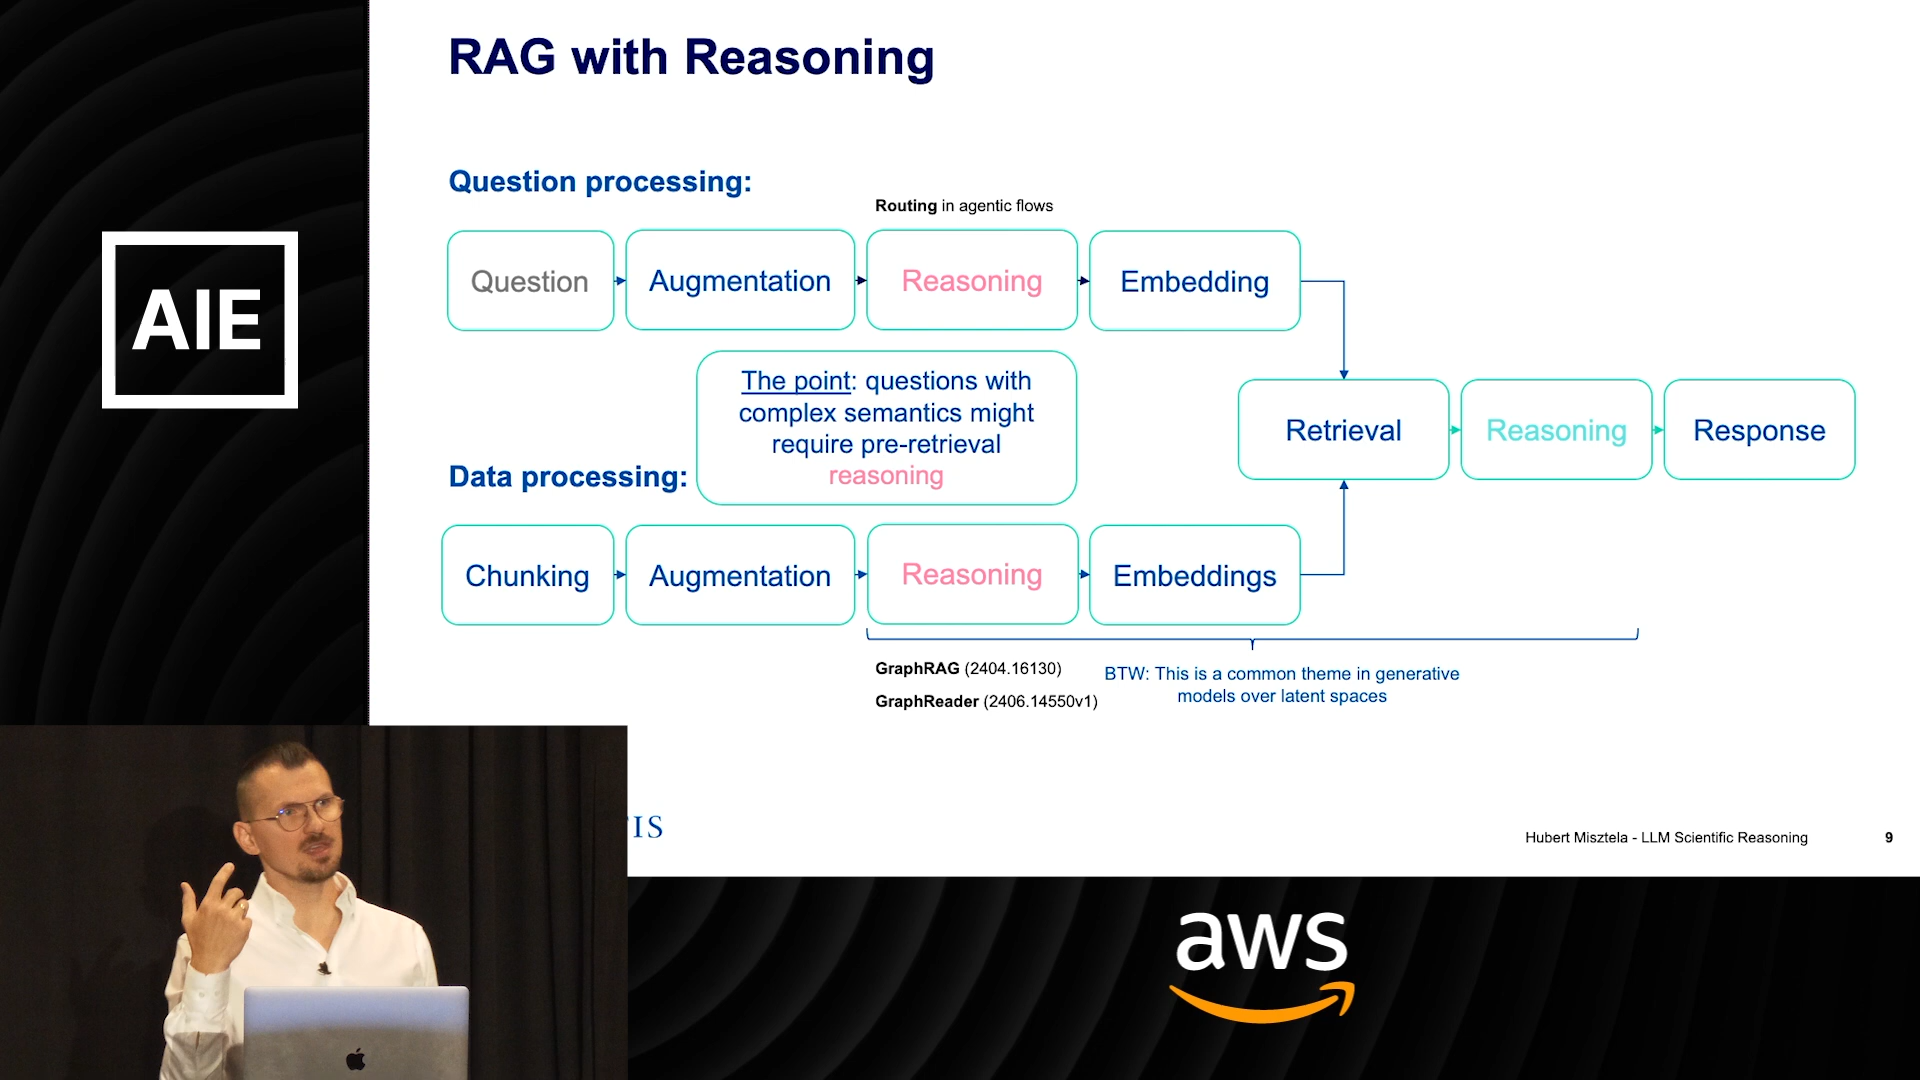 RAG with Reasoning
AIE
Question processing:
Routing in agentic flows
Question
Augmentation
Reasoning
Embedding
The point: questions with
complex semantics might
require pre-retrieval
reasoning
Retrieval
Reasoning
Response
Data processing:
Chunking
Augmentation
Reasoning
Embeddings
GraphRAG (2404.16130)
GraphReader (2406.14550v1)
BTW: This is a common theme in generative
models over latent spaces
IS
Hubert Misztela - LLM Scientific Reasoning
9
aws